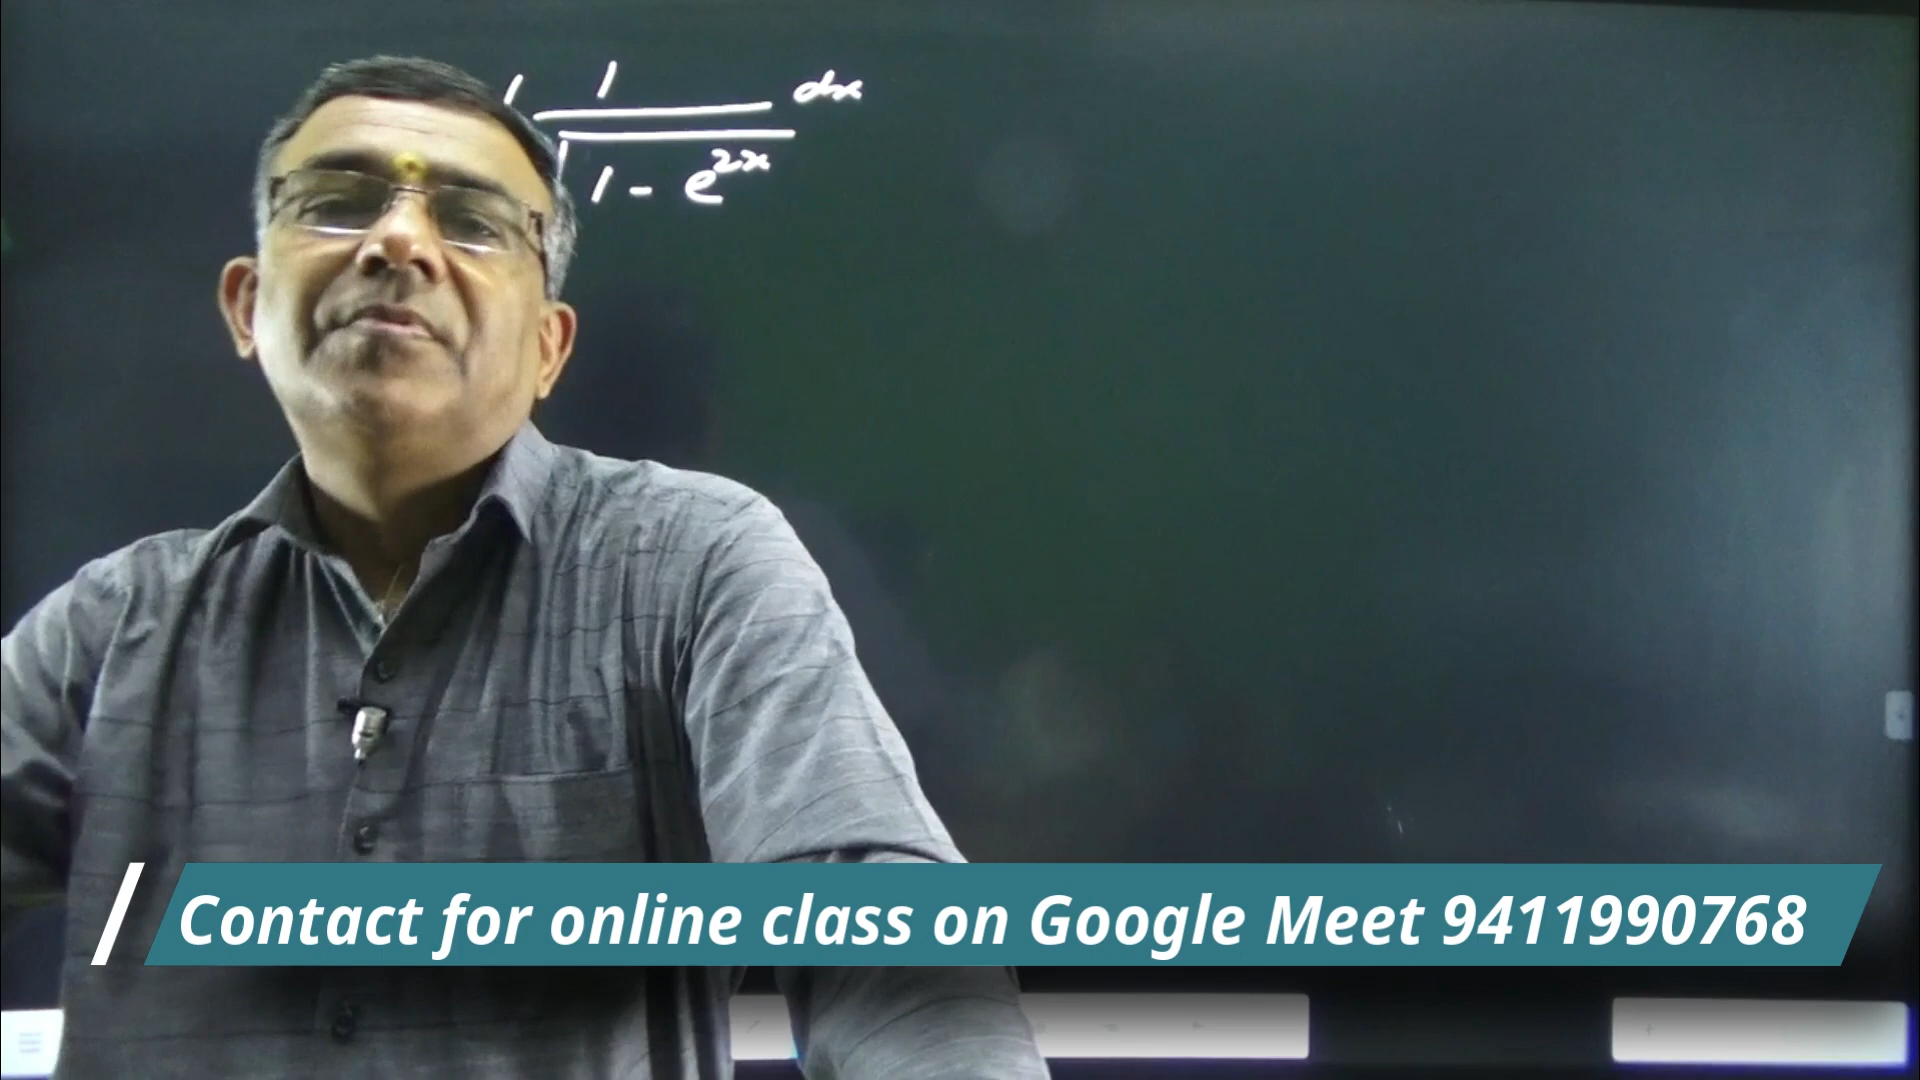 ∫ 1 / √(1 - e^{2x}) dx
Contact for online class on Google Meet 9411990768